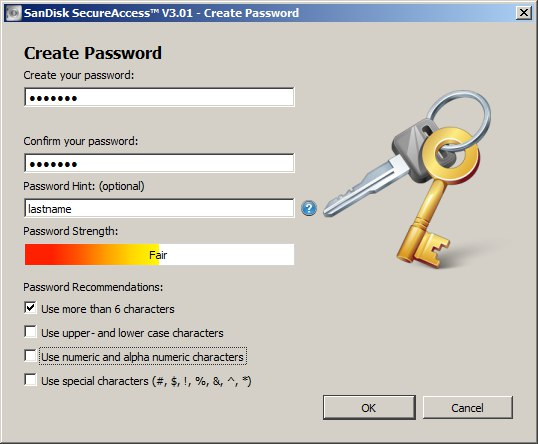 SanDisk SecureAccess™ V3.01 - Create Password
Create Password
Create your password:
●●●●●●●
Confirm your password:
●●●●●●●
Password Hint: (optional)
lastname
?
Password Strength:
Fair
Password Recommendations:
Use more than 6 characters
Use upper- and lower case characters
Use numeric and alpha numeric characters
Use special characters (#, $, !, %, &, ^, *)
OK Cancel